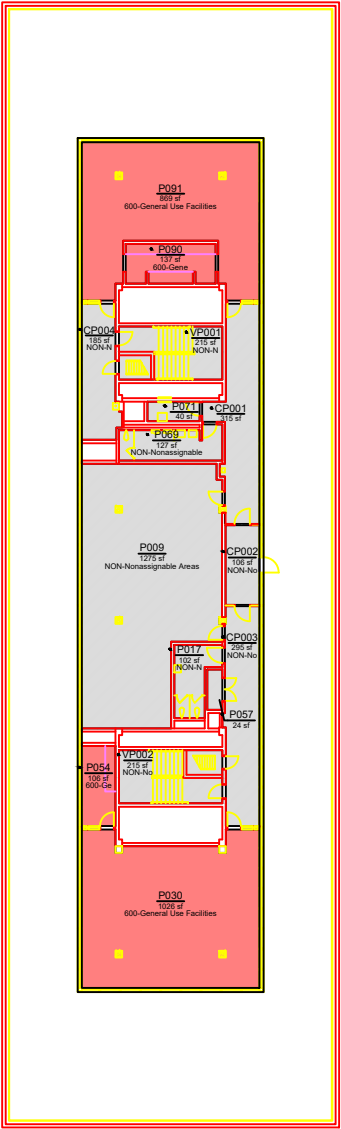 P091
869 sf
600-General Use Facilities
P090
137 sf
600-Gene
CP004
185 sf
NON-N
VP001
215 sf
NON-N
P071
40 sf
CP001
315 sf
P069
127 sf
NON-Nonassignable
P009
1275 sf
NON-Nonassignable Areas
CP002
106 sf
NON-No
CP003
295 sf
NON-No
P017
102 sf
NON-N
P057
24 sf
VP002
215 sf
NON-No
P054
106 sf
600-Ge
P030
1026 sf
600-General Use Facilities